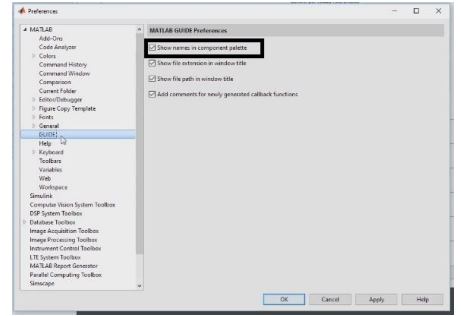 Preferences
MATLAB
Add-Ons
Code Analyzer
Colors
Command History
Command Window
Comparison
Current Folder
Editor/Debugger
Figure Copy Template
Fonts
General
GUIDE
Help
Keyboard
Toolbars
Variables
Web
Workspace
Simulink
Computer Vision System Toolbox
DSP System Toolbox
Database Toolbox
Image Acquisition Toolbox
Image Processing Toolbox
Instrument Control Toolbox
LTE System Toolbox
MATLAB Report Generator
Parallel Computing Toolbox
Simscape
MATLAB GUIDE Preferences
Show names in component palette
Show file extension in window title
Show file path in window title
Add comments for newly generated callback functions
OK
Cancel
Apply
Help